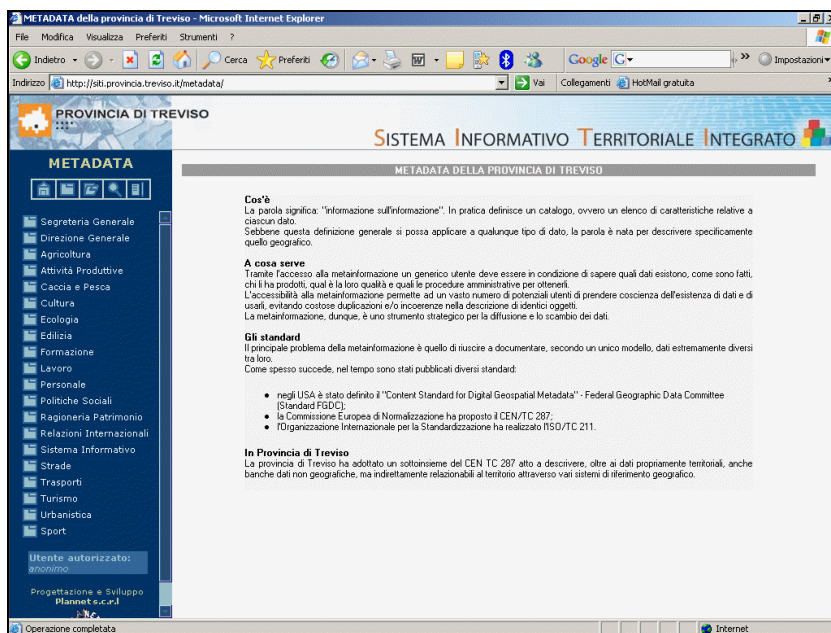 METADATA della provincia di Treviso - Microsoft Internet Explorer
File Modifica Visualizza Preferiti Strumenti ?
Indietro Cerca Preferiti Google G Impostazioni
Indirizzo http://siti.provincia.treviso.it/metadata/ Vai Collegamenti HotMail gratuita
PROVINCIA DI TREVISO
SISTEMA INFORMATIVO TERRITORIALE INTEGRATO
METADATA
Segreteria Generale
Direzione Generale
Agricoltura
Attività Produttive
Caccia e Pesca
Cultura
Ecologia
Edilizia
Formazione
Lavoro
Personale
Politiche Sociali
Ragioneria Patrimonio
Relazioni Internazionali
Sistema Informativo
Strade
Trasporti
Turismo
Urbanistica
Sport
Utente autorizzato:
anonimo
Progettazione e Sviluppo
Plannet s.c.r.l
METADATA DELLA PROVINCIA DI TREVISO
Cos'è
La parola significa: "informazione sull'informazione". In pratica definisce un catalogo, ovvero un elenco di caratteristiche relative a
ciascun dato.
Sebbene questa definizione generale si possa applicare a qualunque tipo di dato, la parola è nata per descrivere specificamente
quello geografico.
A cosa serve
Tramite l'accesso alla metainformazione un generico utente deve essere in condizione di sapere quali dati esistono, come sono fatti,
chi li ha prodotti, qual è la loro qualità e quali le procedure amministrative per ottenerli.
L'accessibilità alla metainformazione permette ad un vasto numero di potenziali utenti di prendere coscienza dell'esistenza di dati e di
usarli, evitando costose duplicazioni e/o incoerenze nella descrizione di identici oggetti.
La metainformazione, dunque, è uno strumento strategico per la diffusione e lo scambio dei dati.
Gli standard
Il principale problema della metainformazione è quello di riuscire a documentare, secondo un unico modello, dati estremamente diversi
tra loro.
Come spesso succede, nel tempo sono stati pubblicati diversi standard:
negli USA è stato definito il "Content Standard for Digital Geospatial Metadata" - Federal Geographic Data Committee
(Standard FGDC);
la Commissione Europea di Normalizzazione ha proposto il CEN/TC 287;
l'Organizzazione Internazionale per la Standardizzazione ha realizzato l'ISO/TC 211.
In Provincia di Treviso
La provincia di Treviso ha adottato un sottoinsieme del CEN TC 287 atto a descrivere, oltre ai dati propriamente territoriali, anche
banche dati non geografiche, ma indirettamente relazionabili al territorio attraverso vari sistemi di riferimento geografico.
Operazione completata Internet